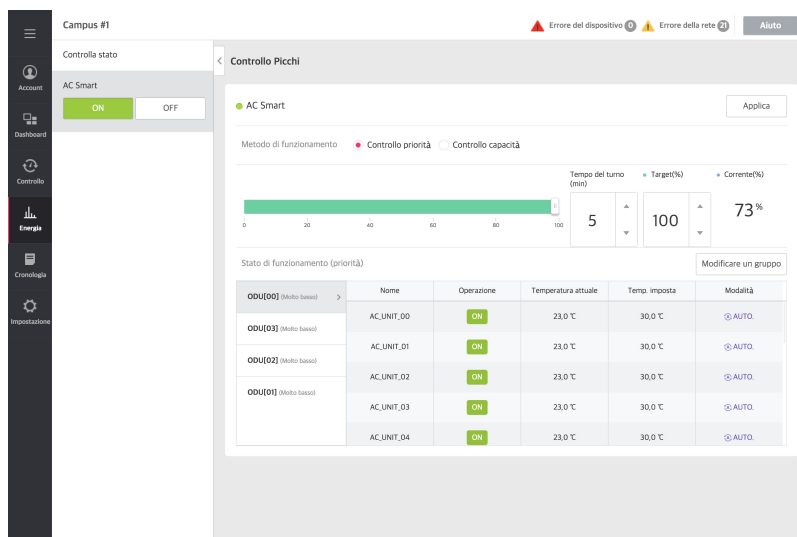 Campus #1
Errore del dispositivo 0
Errore della rete 21
Aiuto
Account
Dashboard
Controllo
Energia
Cronologia
Impostazione
Controlla stato
AC Smart
ON OFF
< Controllo Picchi
AC Smart
Applica
Metodo di funzionamento
Controllo priorità
Controllo capacità
Tempo del turno
(min)
Target(%)
Corrente(%)
0 20 40 60 80 100
5
100
73%
Stato di funzionamento (priorità)
Modificare un gruppo
ODU[00] (Molto basso) >
ODU[03] (Molto basso)
ODU[02] (Molto basso)
ODU[01] (Molto basso)
Nome Operazione Temperatura attuale Temp. imposta Modalità
AC_UNIT_00 ON 23,0 ℃ 30,0 ℃ AUTO.
AC_UNIT_01 ON 23,0 ℃ 30,0 ℃ AUTO.
AC_UNIT_02 ON 23,0 ℃ 30,0 ℃ AUTO.
AC_UNIT_03 ON 23,0 ℃ 30,0 ℃ AUTO.
AC_UNIT_04 ON 23,0 ℃ 30,0 ℃ AUTO.